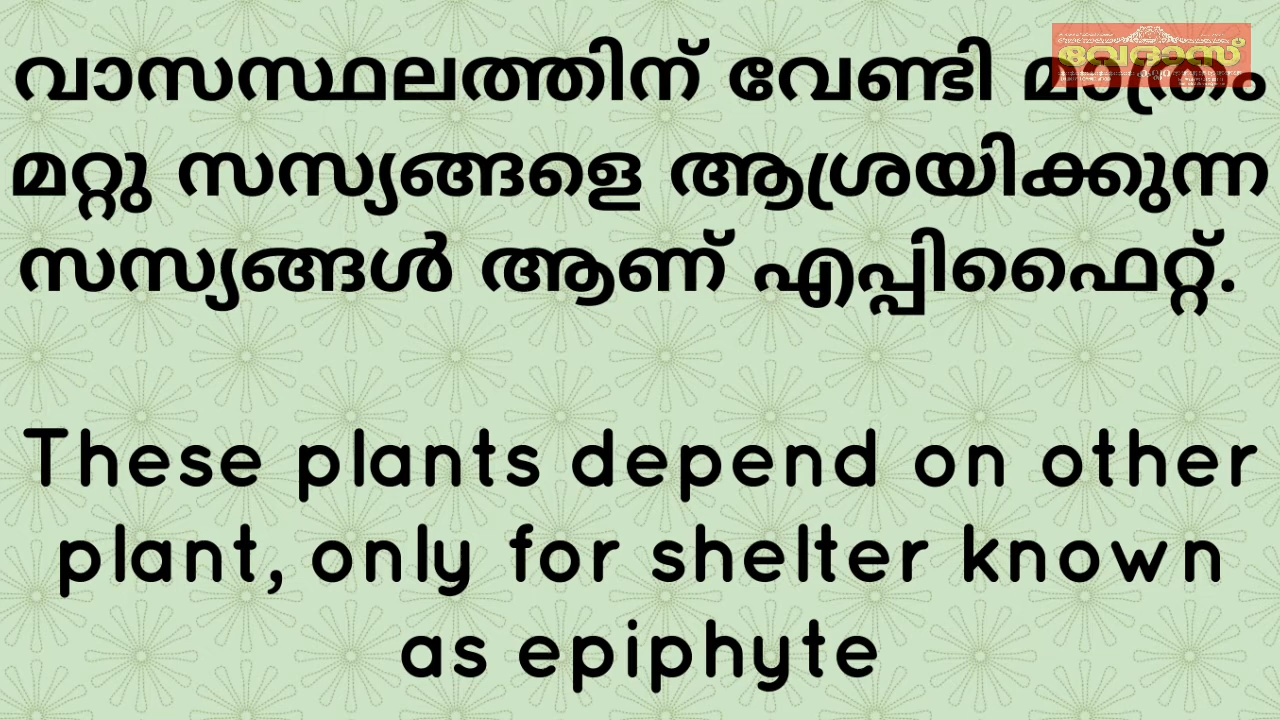 വാസസ്ഥലത്തിന് വേണ്ടി മാത്രം
മറ്റു സസ്യങ്ങളെ ആശ്രയിക്കുന്ന
സസ്യങ്ങൾ ആണ് എപ്പിഫൈറ്റ്.
These plants depend on other
plant, only for shelter known
as epiphyte